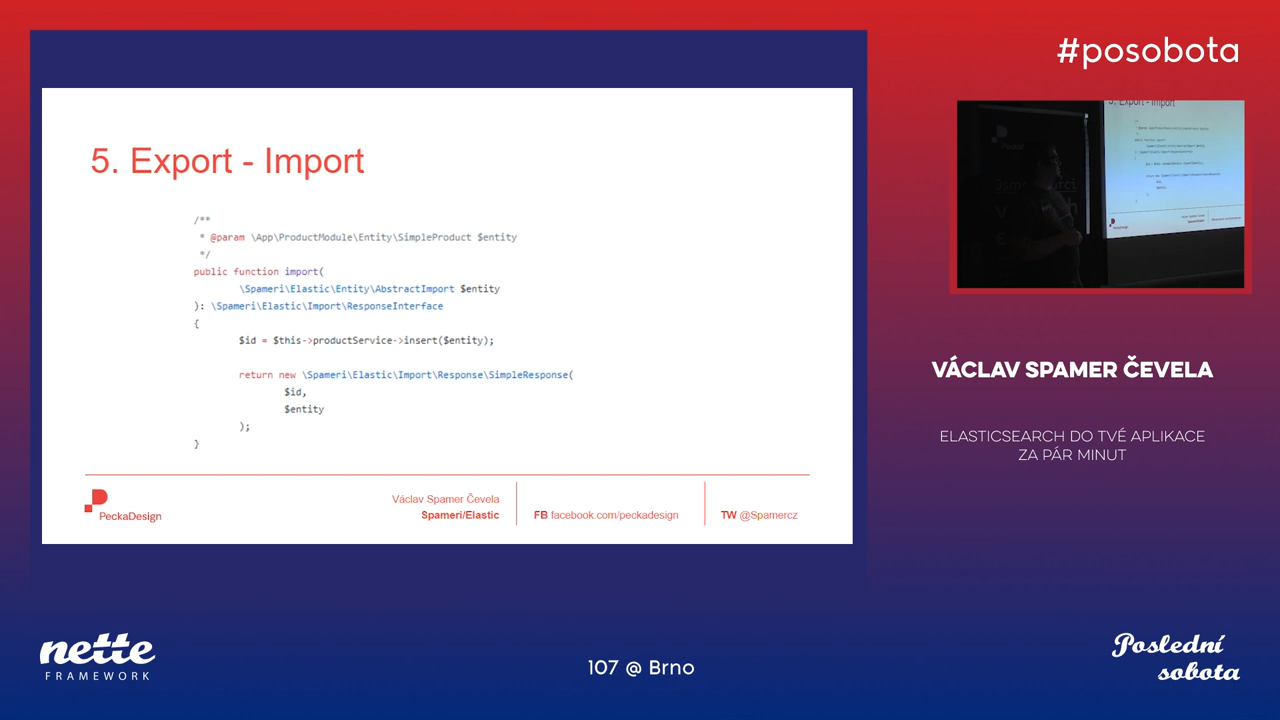 #posobota
5. Export - Import
/**
* @param \App\ProductModule\Entity\SimpleProduct $entity
*/
public function import(
\Spameri\Elastic\Entity\AbstractImport $entity
): \Spameri\Elastic\Import\ResponseInterface
{
$id = $this->productService->insert($entity);
return new \Spameri\Elastic\Import\Response\SimpleResponse(
$id,
$entity
);
}
PeckaDesign
Václav Spamer Čevela
Spameri/Elastic
FB facebook.com/peckadesign
TW @Spamercz
5. Export - Import
VÁCLAV SPAMER ČEVELA
ELASTICSEARCH DO TVÉ APLIKACE
ZA PÁR MINUT
nette
FRAMEWORK
107 @ Brno
Poslední
sobota